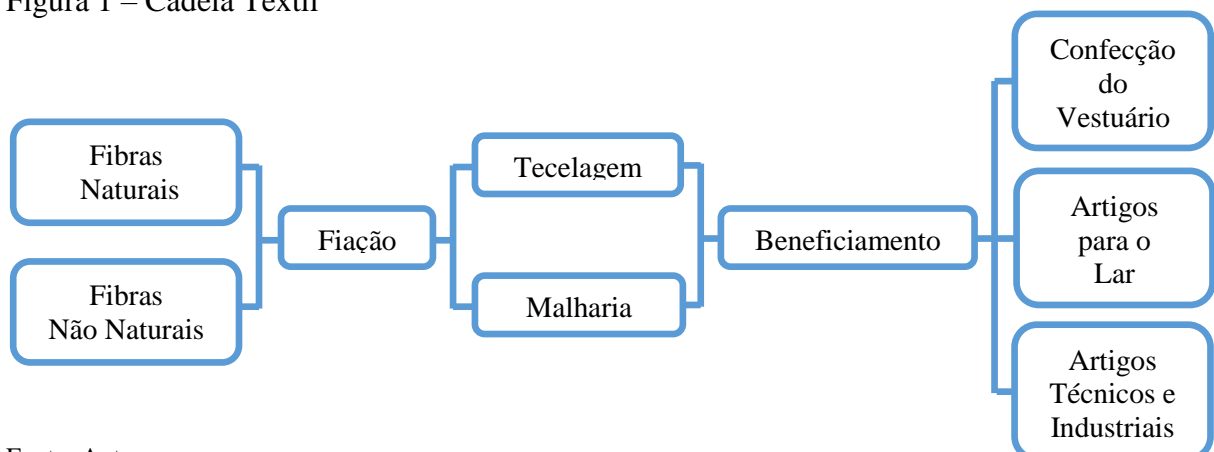 Figura 1 – Cadeia Têxtil
Fibras
Naturais
Fibras
Não Naturais
Fiação
Tecelagem
Malharia
Beneficiamento
Confecção
do
Vestuário
Artigos
para o
Lar
Artigos
Técnicos e
Industriais